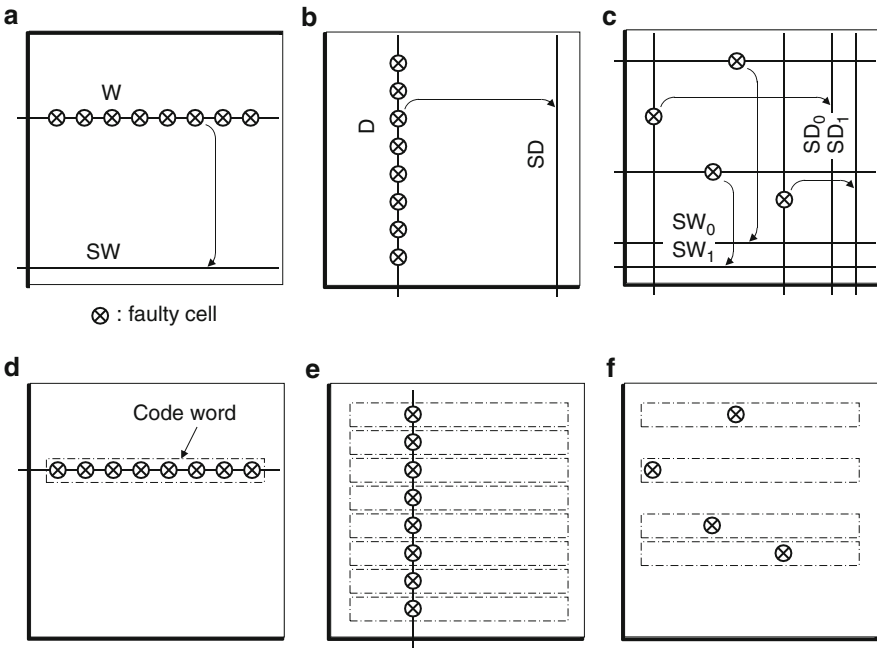 a
W
SW
⊗ : faulty cell
b
D
SD
c
SD₀
SD₁
SW₀
SW₁
d
Code word
e
f